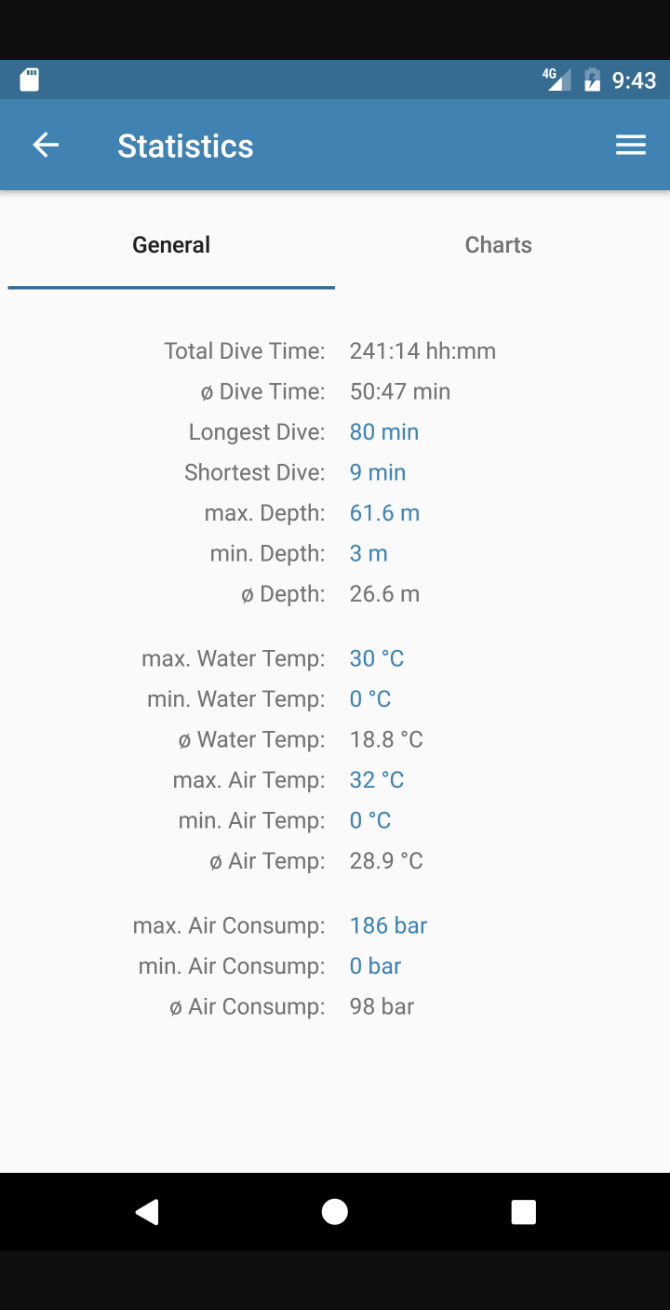 4G 9:43
Statistics
General Charts
Total Dive Time: 241:14 hh:mm
ø Dive Time: 50:47 min
Longest Dive: 80 min
Shortest Dive: 9 min
max. Depth: 61.6 m
min. Depth: 3 m
ø Depth: 26.6 m
max. Water Temp: 30 °C
min. Water Temp: 0 °C
ø Water Temp: 18.8 °C
max. Air Temp: 32 °C
min. Air Temp: 0 °C
ø Air Temp: 28.9 °C
max. Air Consump: 186 bar
min. Air Consump: 0 bar
ø Air Consump: 98 bar